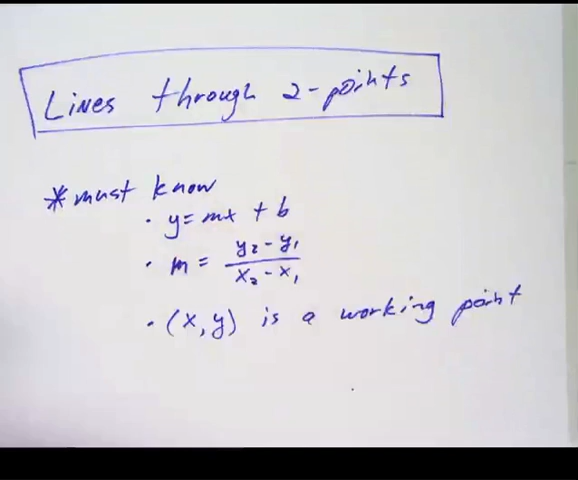 Lines through 2-points
*must know
• y = mx + b
• m = y₂ - y₁ / x₂ - x₁
• (x, y) is a working point